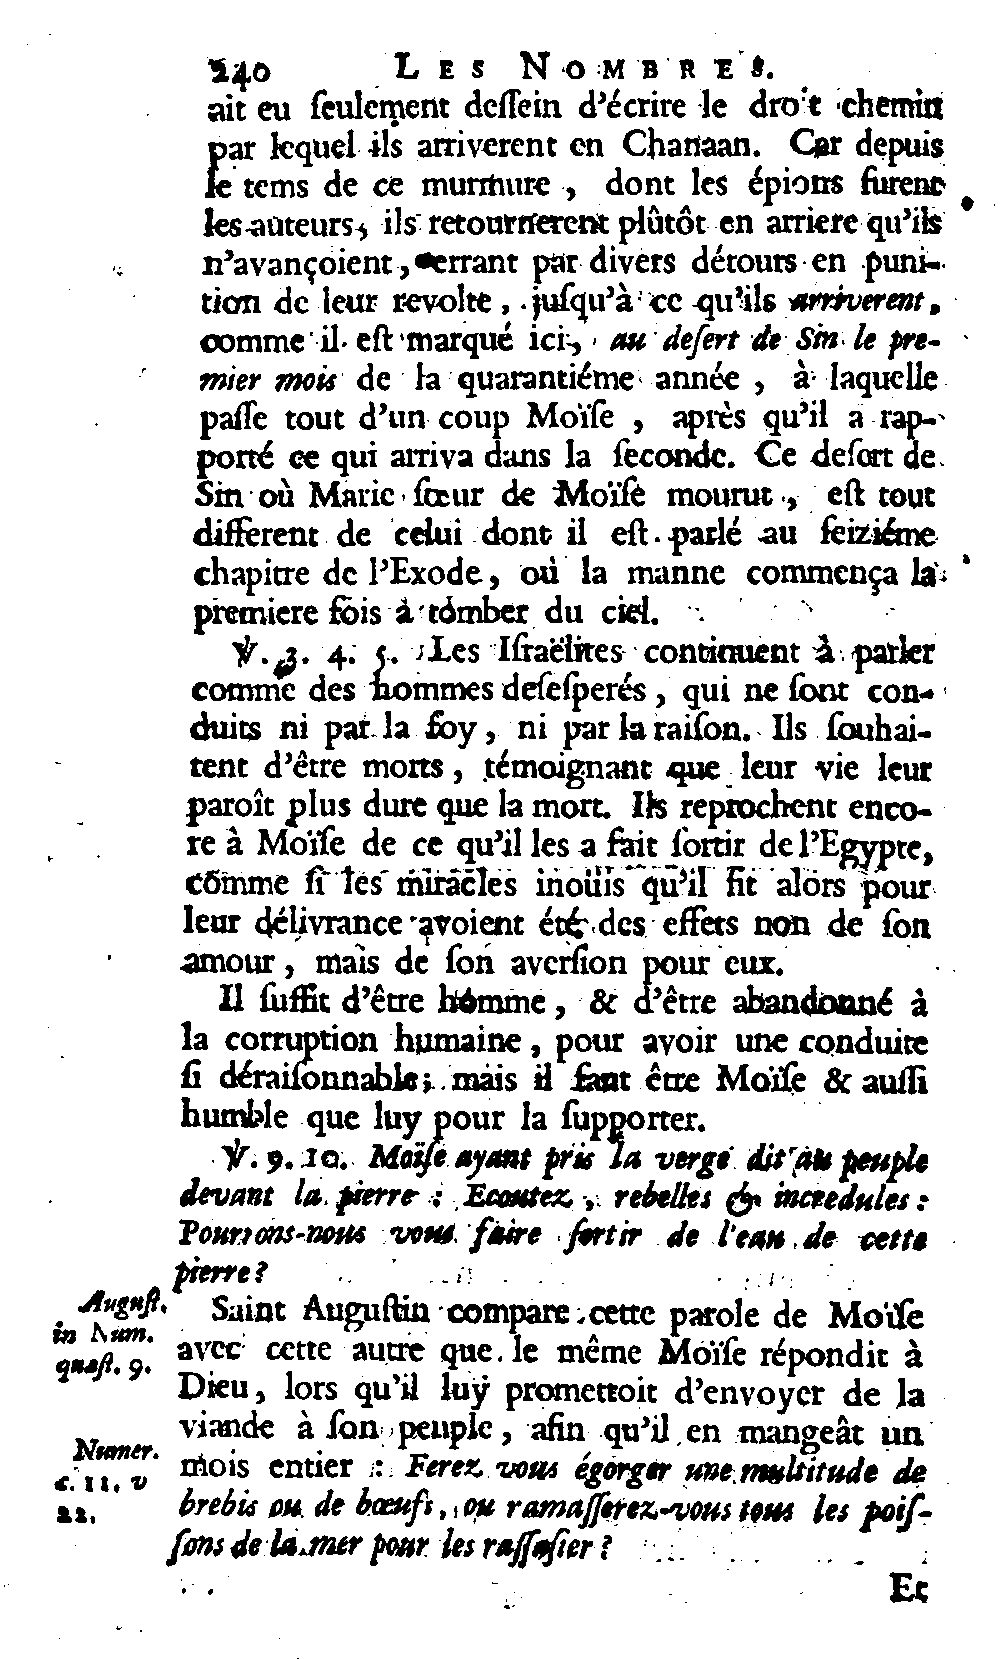 240 LES NOMBRES.
ait eu ſeulement deſſein d'écrire le droit chemin
par lequel ils arriverent en Chanaan. Car depuis
le tems de ce murmure, dont les épions furent
les auteurs, ils retournerent plûtôt en arriere qu'ils
n'avançoient, errant par divers détours en puni-
tion de leur revolte, juſqu'à ce qu'ils arriverent,
comme il eſt marqué ici, au deſert de Sin le pre-
mier mois de la quarantiéme année, à laquelle
paſſe tout d'un coup Moïſe, après qu'il a rap-
porté ce qui arriva dans la ſeconde. Ce deſert de
Sin où Marie ſœur de Moïſe mourut, eſt tout
different de celui dont il eſt parlé au ſeiziéme
chapitre de l'Exode, où la manne commença la
premiere fois à tomber du ciel.
℣. 3. 4. 5. Les Iſraëlites continuent à parler
comme des hommes deſeſperés, qui ne ſont con-
duits ni par la foy, ni par la raiſon. Ils ſouhai-
tent d'être morts, témoignant que leur vie leur
paroît plus dure que la mort. Ils reprochent enco-
re à Moïſe de ce qu'il les a fait ſortir de l'Egypte,
comme ſi les miracles inoüis qu'il fit alors pour
leur délivrance avoient été des effets non de ſon
amour, mais de ſon averſion pour eux.
Il ſuffit d'être homme, & d'être abandonné à
la corruption humaine, pour avoir une conduite
ſi déraiſonnable; mais il faut être Moïſe & auſſi
humble que luy pour la ſupporter.
℣. 9. 10. Moïſe ayant pris la verge dit au peuple
devant la pierre : Ecoutez, rebelles & incredules :
Pourrons-nous vous faire ſortir de l'eau de cette
pierre?
Auguſt.
in Num.
quæſt. 9.
Saint Auguſtin compare cette parole de Moïſe
avec cette autre que le même Moïſe répondit à
Dieu, lors qu'il luy promettoit d'envoyer de la
viande à ſon peuple, afin qu'il en mangeât un
Numer.
c. 11. v
22.
mois entier : Ferez vous égorger une multitude de
brebis ou de bœufs, ou ramaſſerez-vous tous les poiſ-
ſons de la mer pour les raſſaſier?
Et